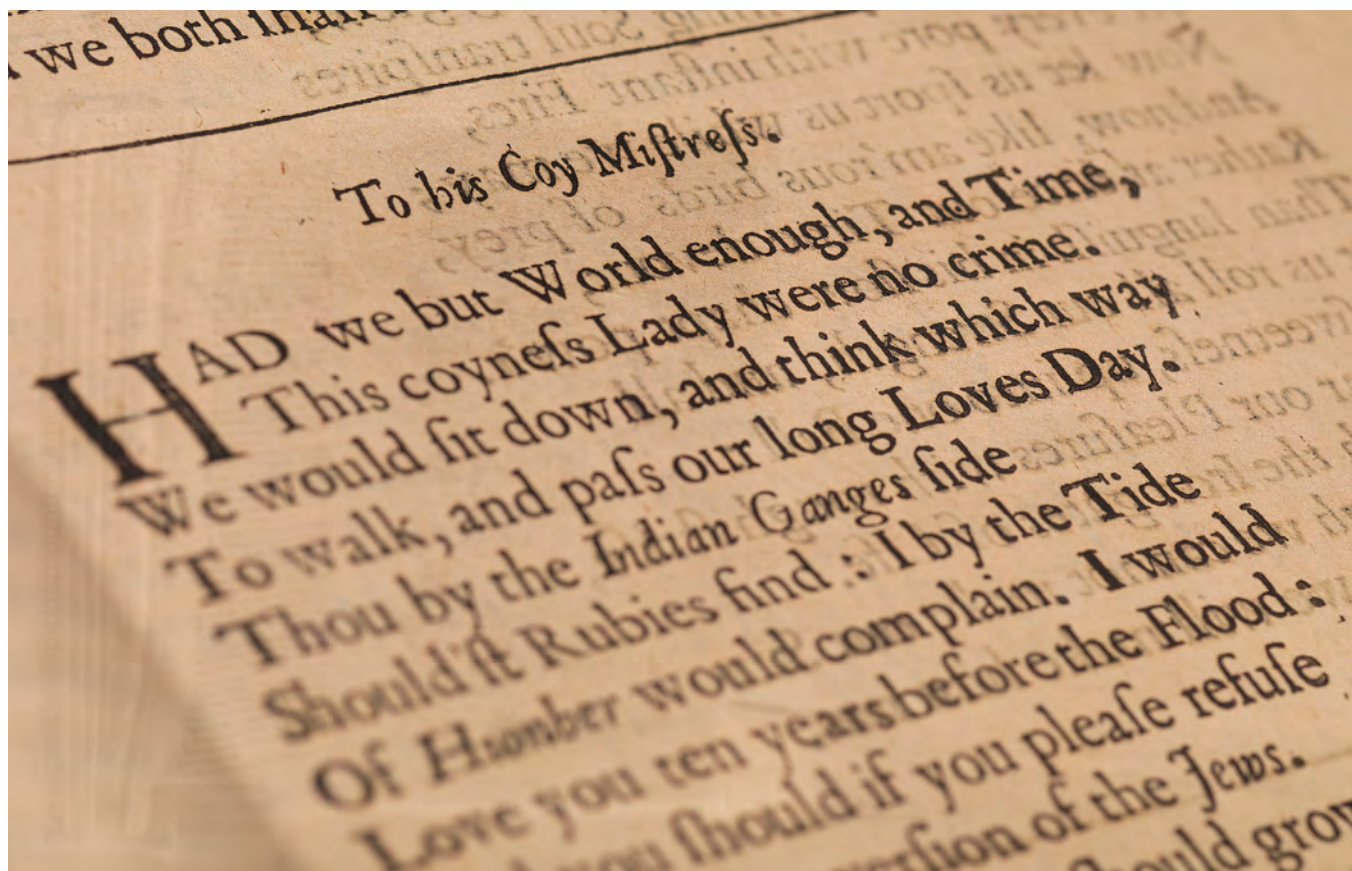 we both than
To his Coy Miſtreſs.
HAD we but World enough, and Time,
This coyneſs Lady were no crime.
We would ſit down, and think which way
To walk, and paſs our long Loves Day.
Thou by the Indian Ganges ſide
Should'ſt Rubies find : I by the Tide
Of Humber would complain. I would
Love you ten years before the Flood :
you ſhould if you pleaſe refuſe
of the Jews.
ſhould grow